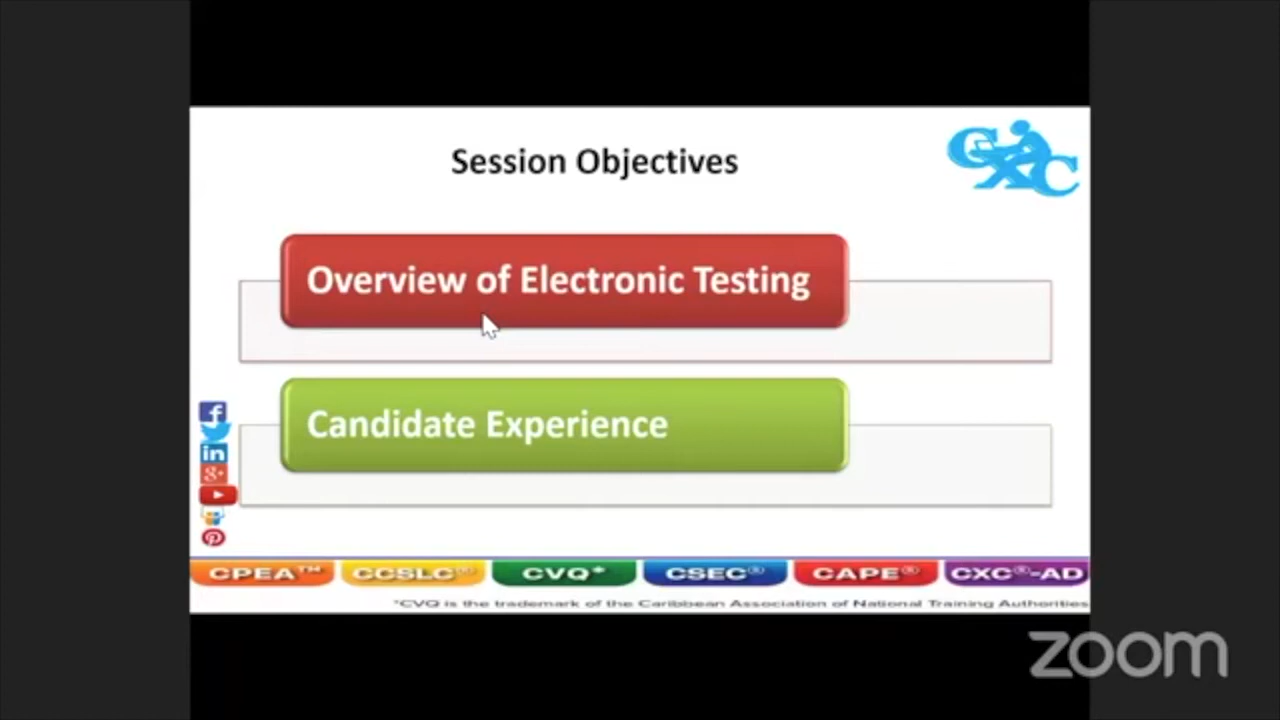 Session Objectives
CXC
Overview of Electronic Testing
Candidate Experience
f
in
g+
CPEA™ CCSLC® CVQ* CSEC® CAPE® CXC®-AD
*CVQ is the trademark of the Caribbean Association of National Training Authorities
zoom